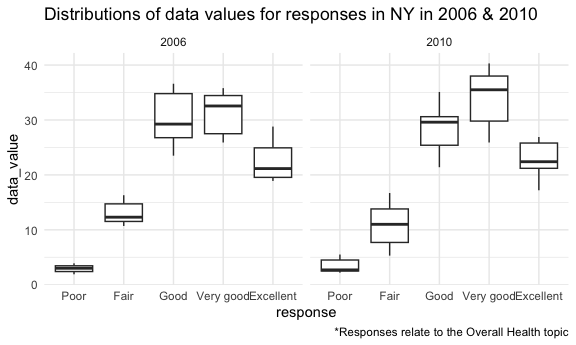 Distributions of data values for responses in NY in 2006 & 2010
2006 2010
40
30
20
10
0
data_value
Poor Fair Good Very good Excellent Poor Fair Good Very good Excellent
response
*Responses relate to the Overall Health topic